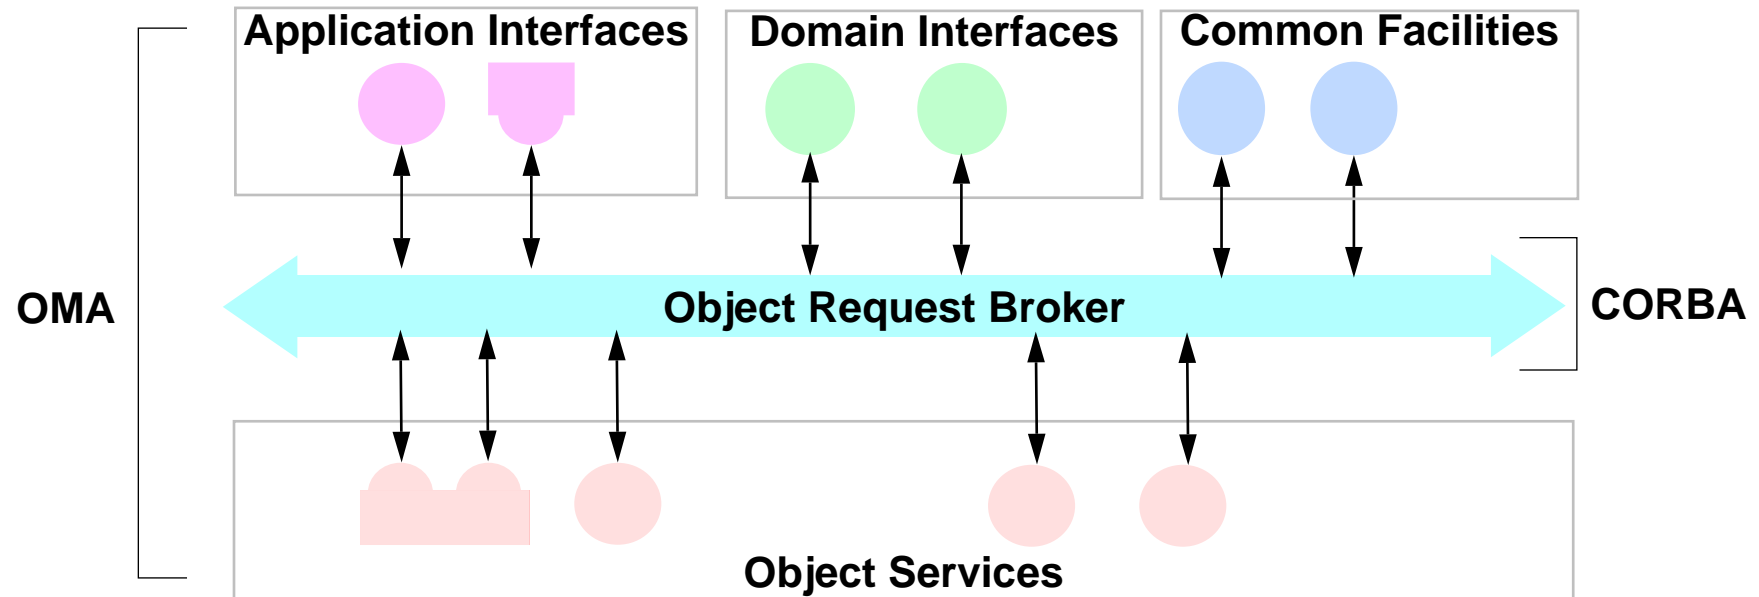 Application Interfaces
Domain Interfaces
Common Facilities
OMA
Object Request Broker
CORBA
Object Services